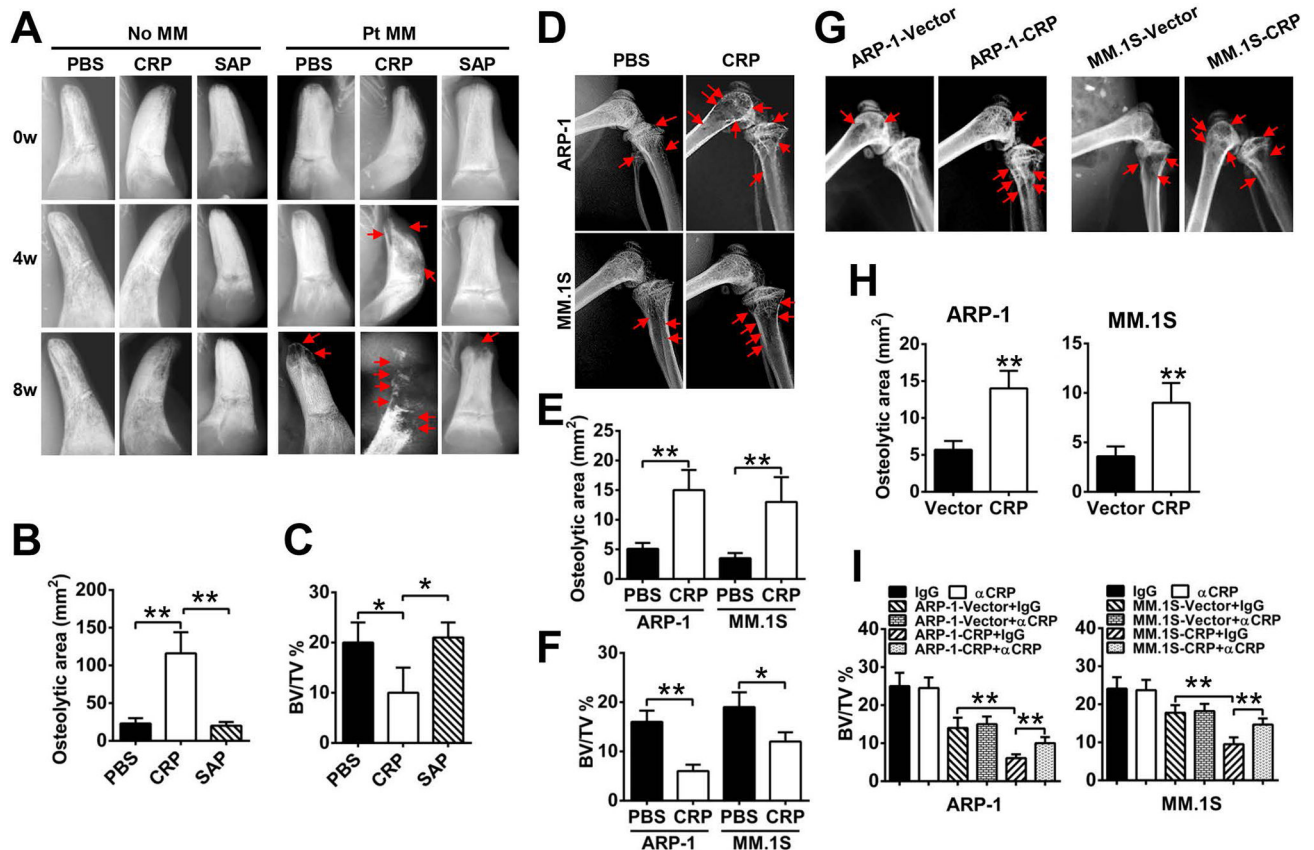 A
No MM
Pt MM
PBS CRP SAP PBS CRP SAP
0w
4w
8w
B
Osteolytic area (mm²)
200
150
100
50
0
PBS CRP SAP
** **
C
BV/TV %
30
20
10
0
PBS CRP SAP
* *
D
PBS CRP
ARP-1
MM.1S
E
Osteolytic area (mm²)
25
20
15
10
5
0
** **
PBS CRP PBS CRP
ARP-1 MM.1S
F
BV/TV %
30
20
10
0
** *
PBS CRP PBS CRP
ARP-1 MM.1S
G
ARP-1-Vector ARP-1-CRP MM.1S-Vector MM.1S-CRP
H
ARP-1
Osteolytic area (mm²)
20
15
10
5
0
**
Vector CRP
MM.1S
15
10
5
0
**
Vector CRP
I
IgG αCRP
ARP-1-Vector+IgG
ARP-1-Vector+αCRP
ARP-1-CRP+IgG
ARP-1-CRP+αCRP
BV/TV %
40
30
20
10
0
** **
ARP-1
IgG αCRP
MM.1S-Vector+IgG
MM.1S-Vector+αCRP
MM.1S-CRP+IgG
MM.1S-CRP+αCRP
40
30
20
10
0
** **
MM.1S